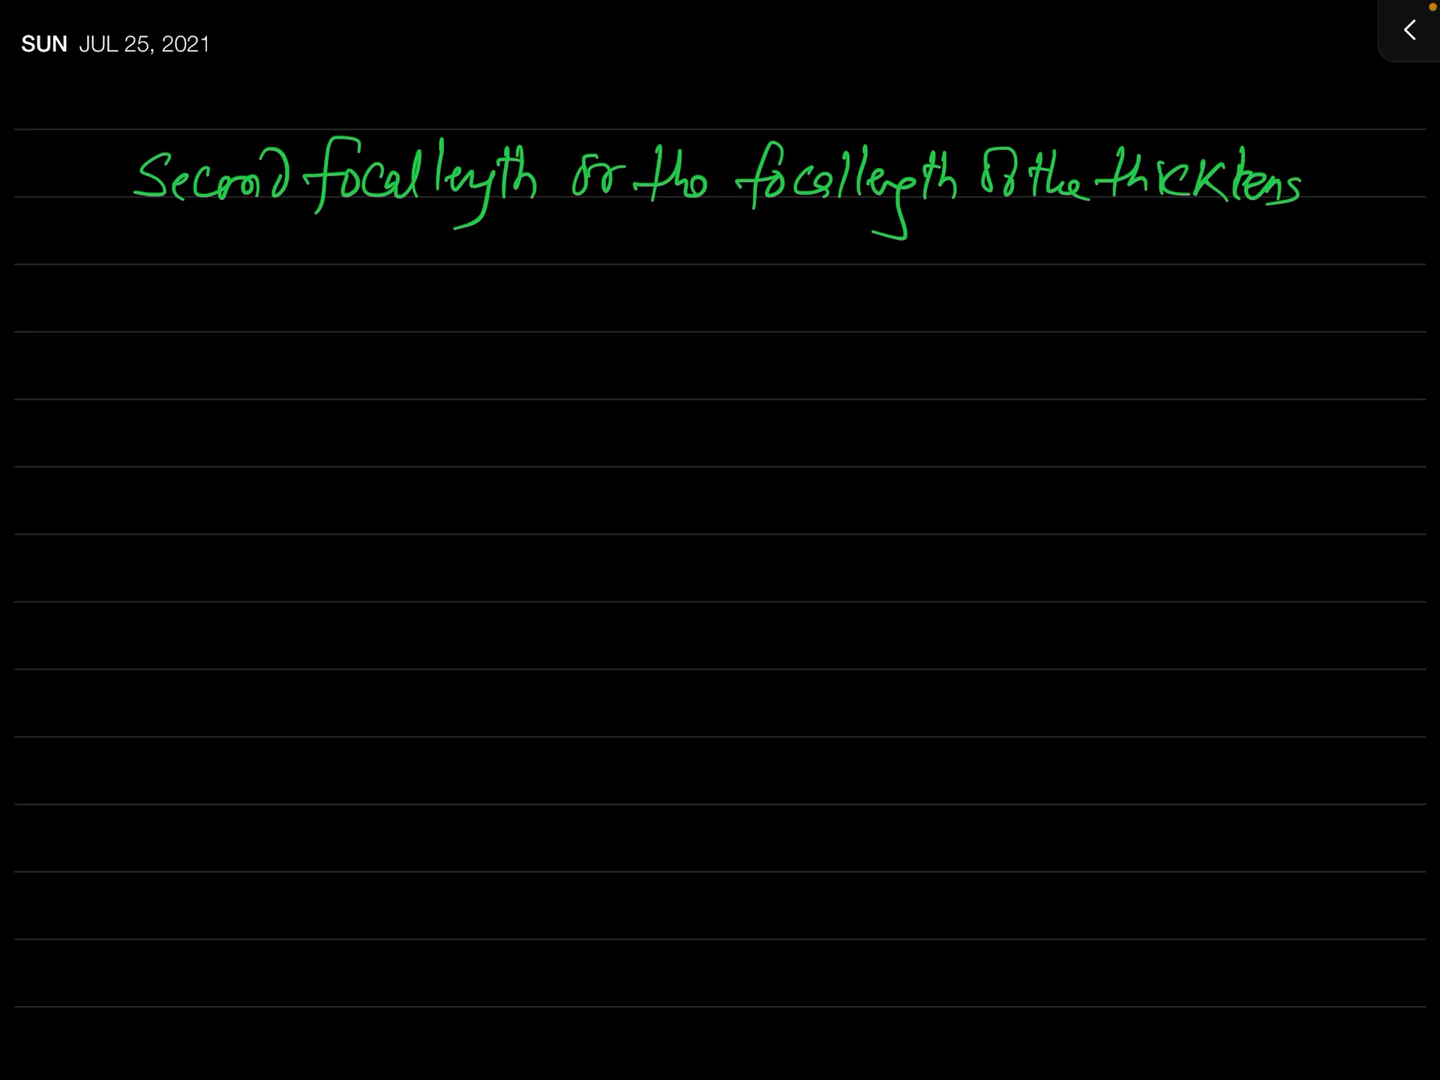 SUN JUL 25, 2021
Second focal length or the focal length of the thick lens